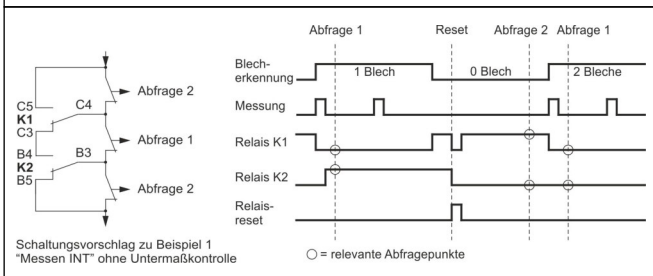 Abfrage 1 Reset Abfrage 2 Abfrage 1
Blech-
erkennung
1 Blech 0 Blech 2 Bleche
Messung
Relais K1
Relais K2
Relais-
reset
Abfrage 2
C5 C4
K1
C3
Abfrage 1
B4 B3
K2
B5
Abfrage 2
Schaltungsvorschlag zu Beispiel 1
"Messen INT" ohne Untermaßkontrolle
= relevante Abfragepunkte